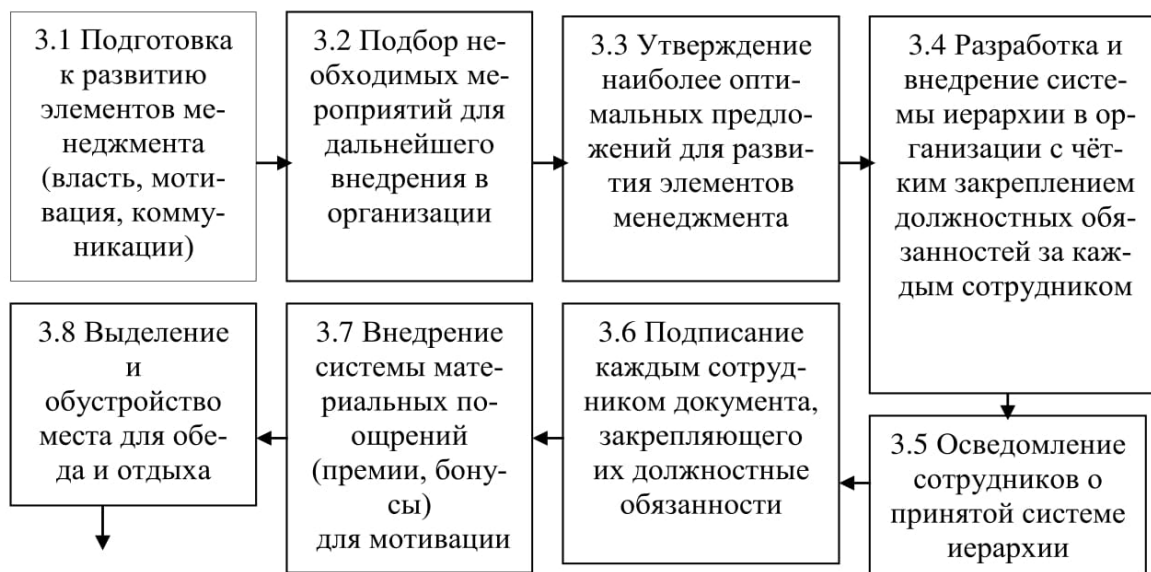 3.1 Подготовка
к развитию
элементов ме-
неджмента
(власть, моти-
вация, комму-
никации)
3.2 Подбор не-
обходимых ме-
роприятий для
дальнейшего
внедрения в
организации
3.3 Утверждение
наиболее опти-
мальных предло-
жений для разви-
тия элементов
менеджмента
3.4 Разработка и
внедрение систе-
мы иерархии в ор-
ганизации с чёт-
ким закреплением
должностных обя-
занностей за каж-
дым сотрудником
3.5 Осведомление
сотрудников о
принятой системе
иерархии
3.6 Подписание
каждым сотруд-
ником документа,
закрепляющего
их должностные
обязанности
3.7 Внедрение
системы мате-
риальных по-
ощрений
(премии, бону-
сы)
для мотивации
3.8 Выделение
и
обустройство
места для обе-
да и отдыха